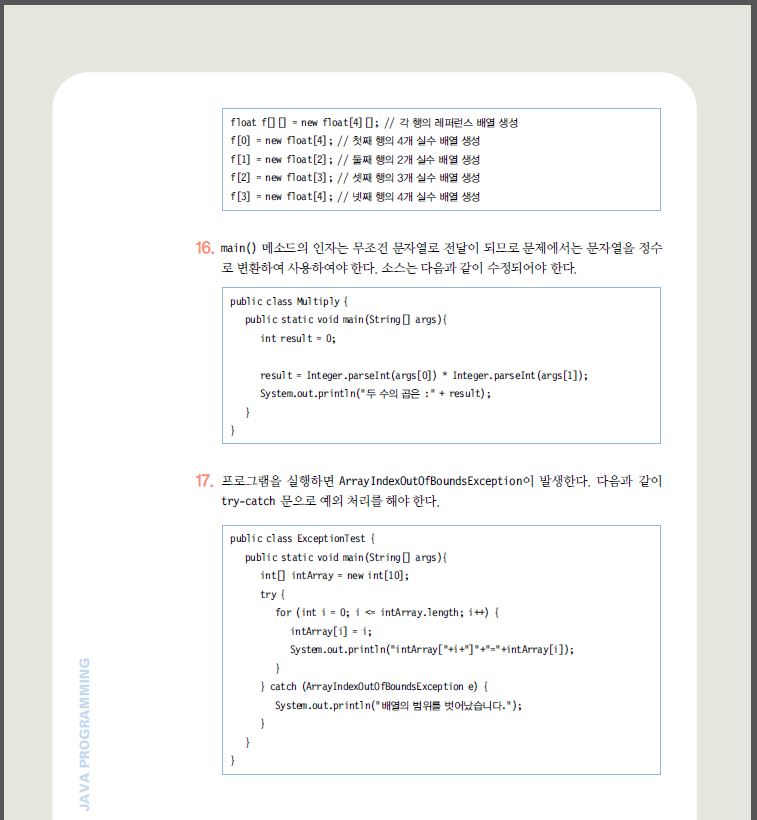 float f[][] = new float[4][]; // 각 행의 레퍼런스 배열 생성
f[0] = new float[4]; // 첫째 행의 4개 실수 배열 생성
f[1] = new float[2]; // 둘째 행의 2개 실수 배열 생성
f[2] = new float[3]; // 셋째 행의 3개 실수 배열 생성
f[3] = new float[4]; // 넷째 행의 4개 실수 배열 생성
16. main() 메소드의 인자는 무조건 문자열로 전달이 되므로 문제에서는 문자열을 정수
로 변환하여 사용하여야 한다. 소스는 다음과 같이 수정되어야 한다.
public class Multiply {
public static void main(String[] args){
int result = 0;
result = Integer.parseInt(args[0]) * Integer.parseInt(args[1]);
System.out.println("두 수의 곱은 :" + result);
}
}
17. 프로그램을 실행하면 ArrayIndexOutOfBoundsException이 발생한다. 다음과 같이
try-catch 문으로 예외 처리를 해야 한다.
public class ExceptionTest {
public static void main(String[] args){
int[] intArray = new int[10];
try {
for (int i = 0; i <= intArray.length; i++) {
intArray[i] = i;
System.out.println("intArray["+i+"]"+"="+intArray[i]);
}
} catch (ArrayIndexOutOfBoundsException e) {
System.out.println("배열의 범위를 벗어났습니다.");
}
}
}
JAVA PROGRAMMING